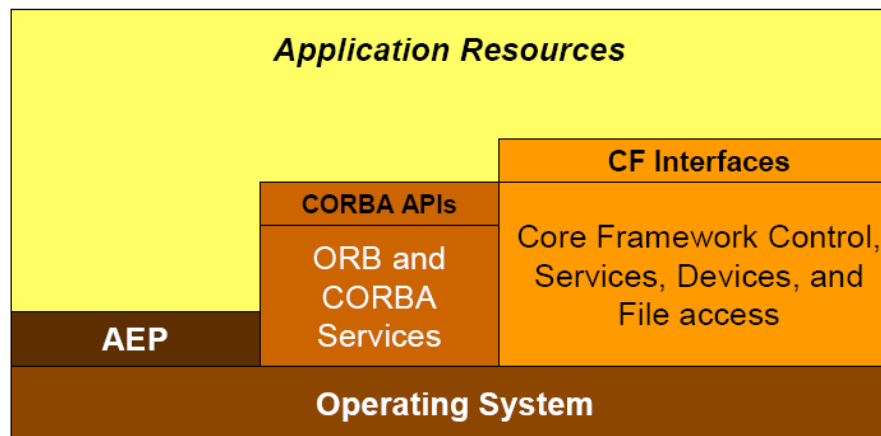 Application Resources
CF Interfaces
CORBA APIs
Core Framework Control,
Services, Devices, and
File access
ORB and
CORBA
Services
AEP
Operating System